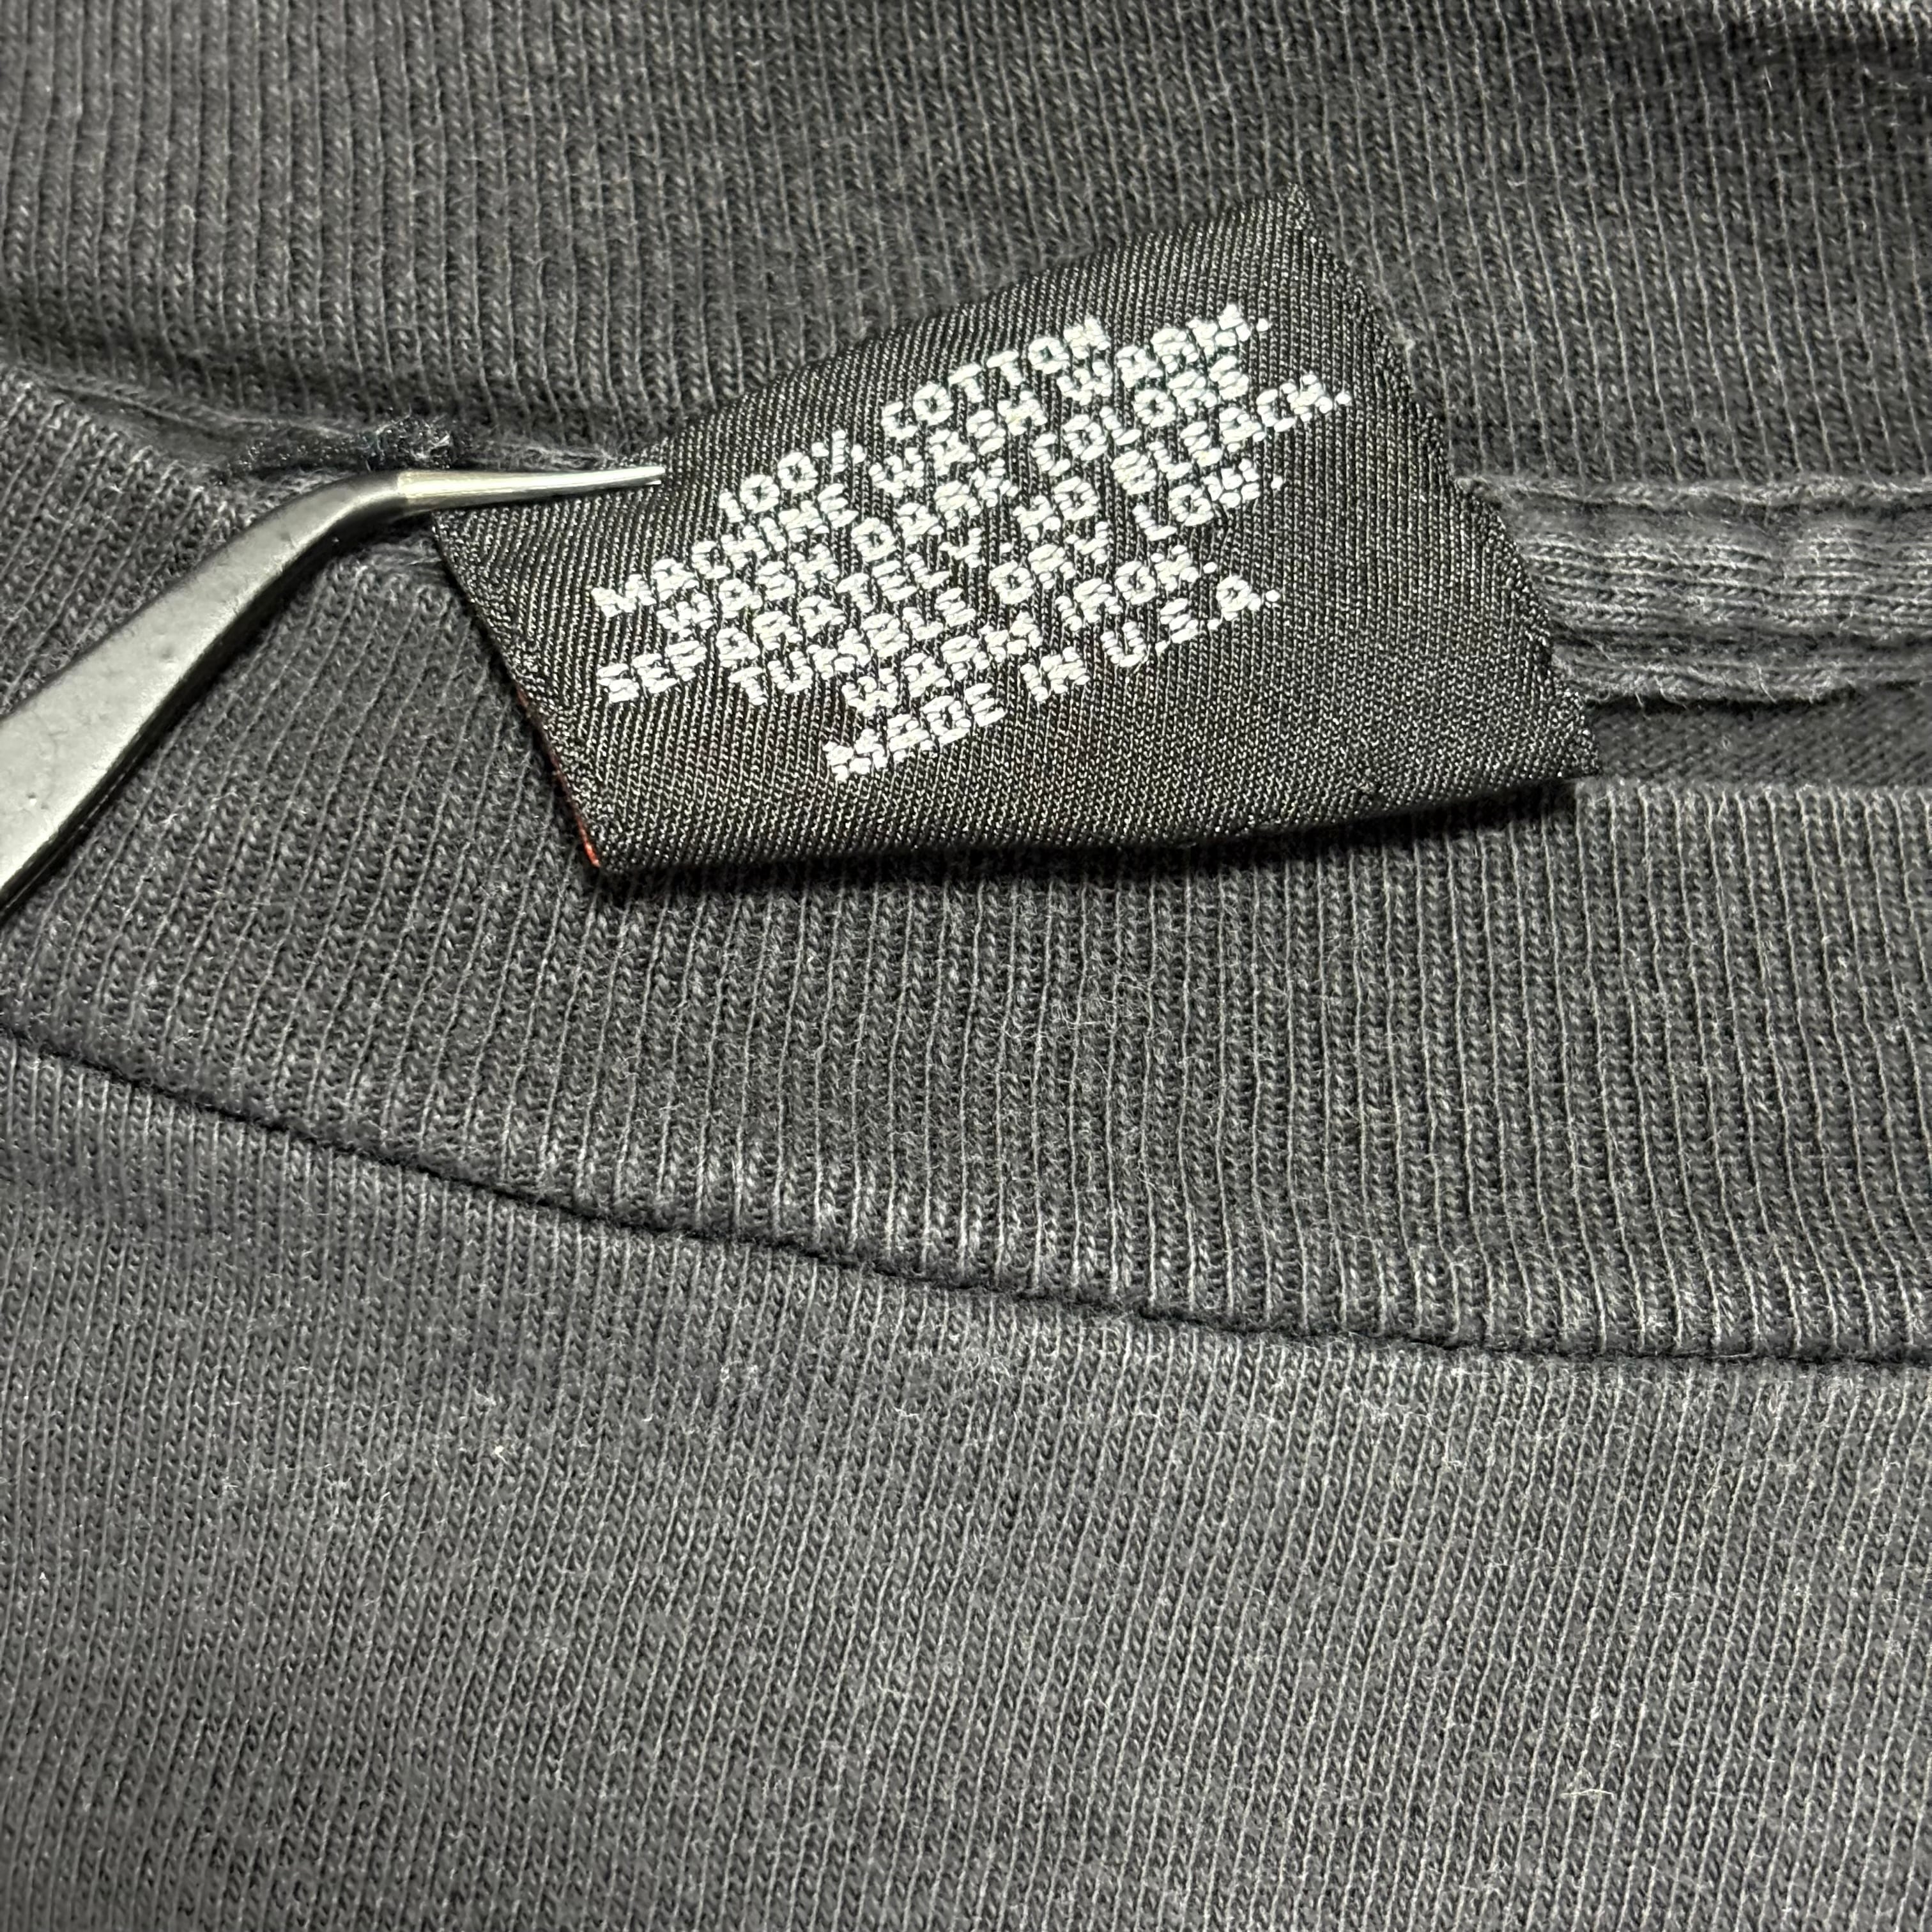 100% COTTON
MACHINE WASH WARM.
WASH DARK COLORS
SEPARATELY. NO BLEACH.
TUMBLE DRY LOW.
WARM IRON.
MADE IN U.S.A.